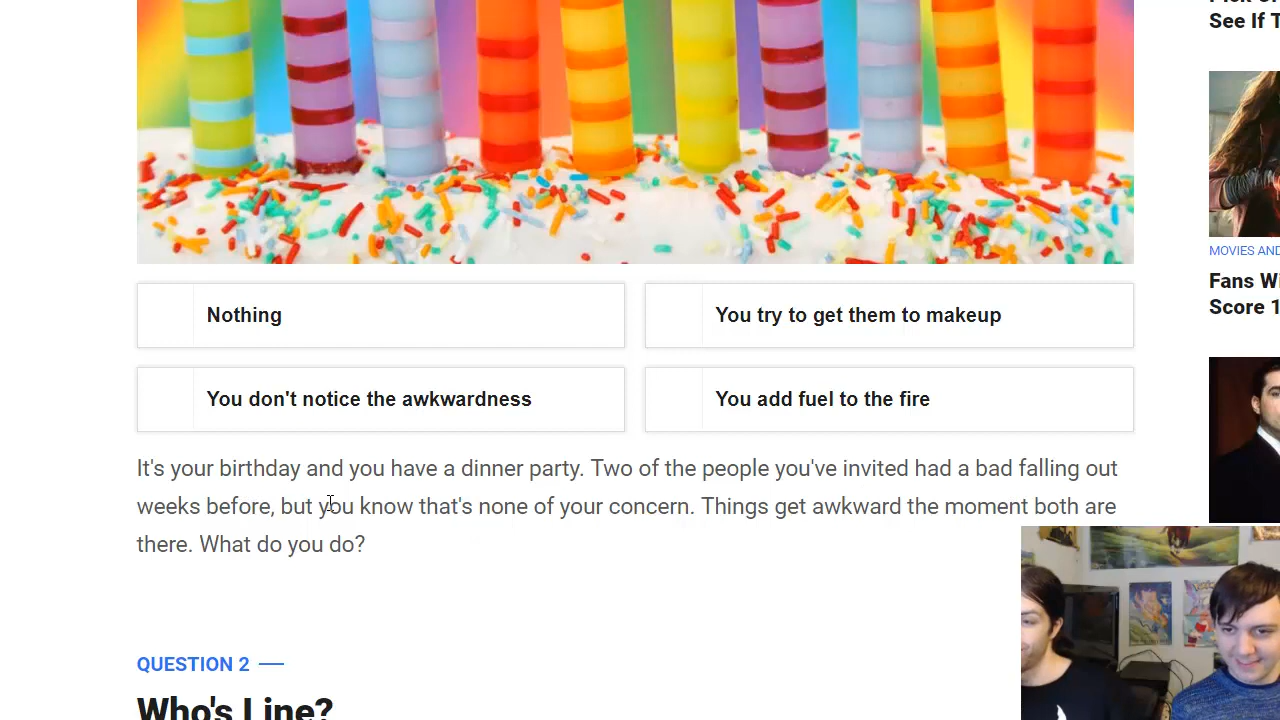 See If T
MOVIES AND
Fans Wi
Score 1
Nothing
You try to get them to makeup
You don't notice the awkwardness
You add fuel to the fire
It's your birthday and you have a dinner party. Two of the people you've invited had a bad falling out
weeks before, but you know that's none of your concern. Things get awkward the moment both are
there. What do you do?
QUESTION 2
Who's Line?